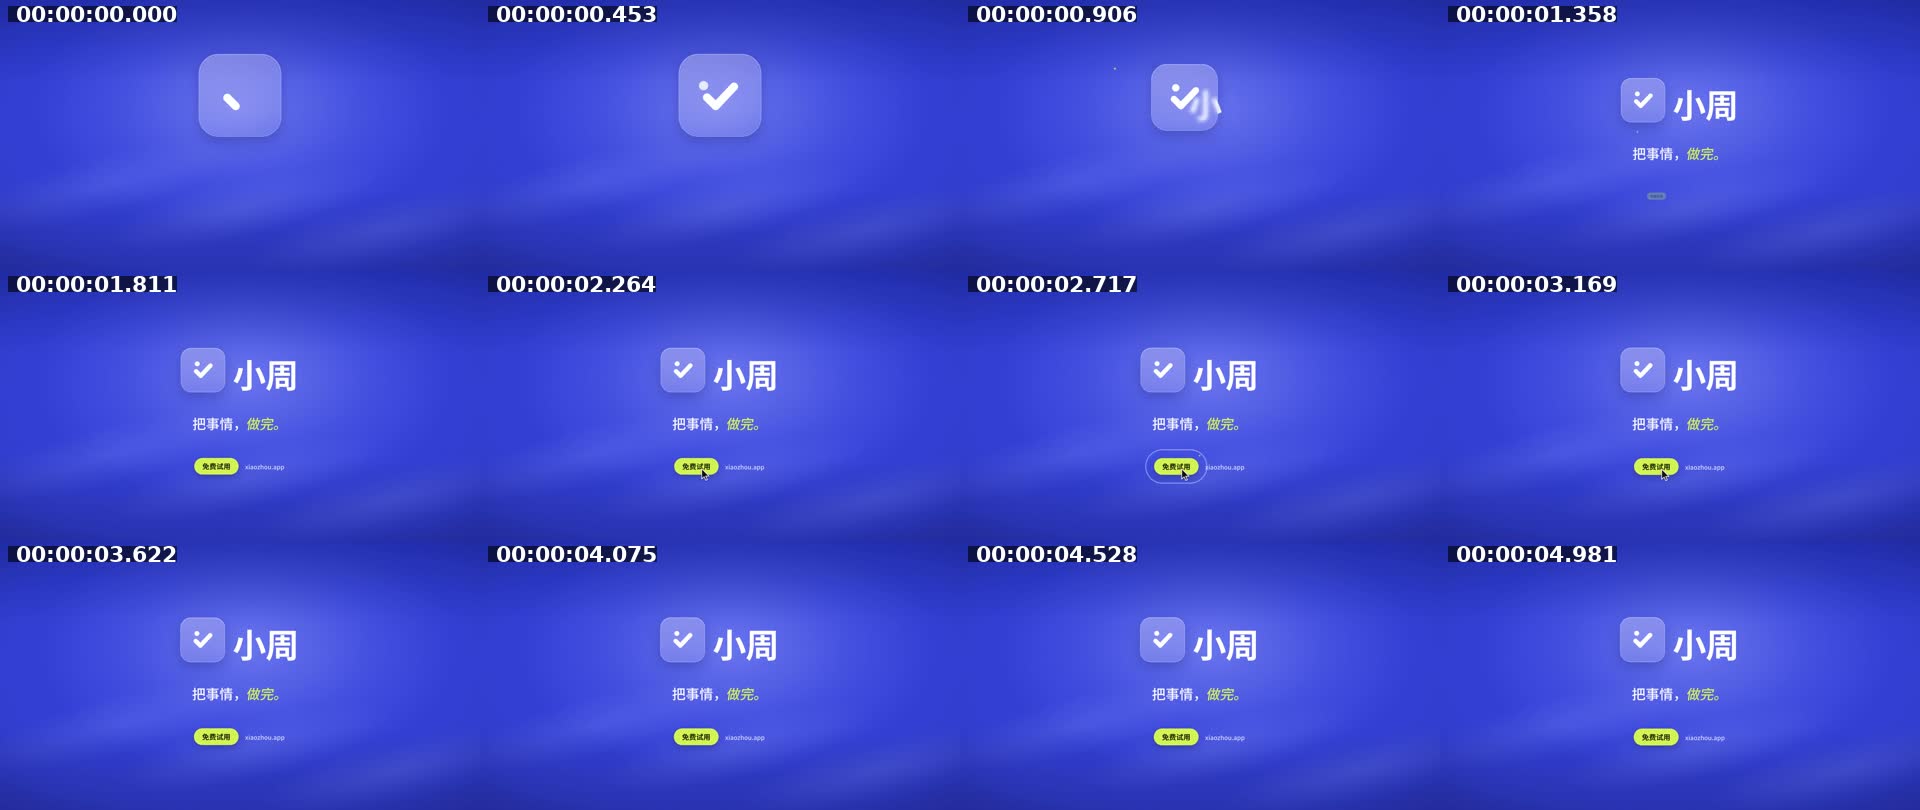 00:00:00.000
00:00:00.453
00:00:00.906
小
00:00:01.358
小周
把事情，做完。
00:00:01.811
小周
把事情，做完。
免费试用 xiaozhou.app
00:00:02.264
小周
把事情，做完。
免费试用 xiaozhou.app
00:00:02.717
小周
把事情，做完。
免费试用 xiaozhou.app
00:00:03.169
小周
把事情，做完。
免费试用 xiaozhou.app
00:00:03.622
小周
把事情，做完。
免费试用 xiaozhou.app
00:00:04.075
小周
把事情，做完。
免费试用 xiaozhou.app
00:00:04.528
小周
把事情，做完。
免费试用 xiaozhou.app
00:00:04.981
小周
把事情，做完。
免费试用 xiaozhou.app